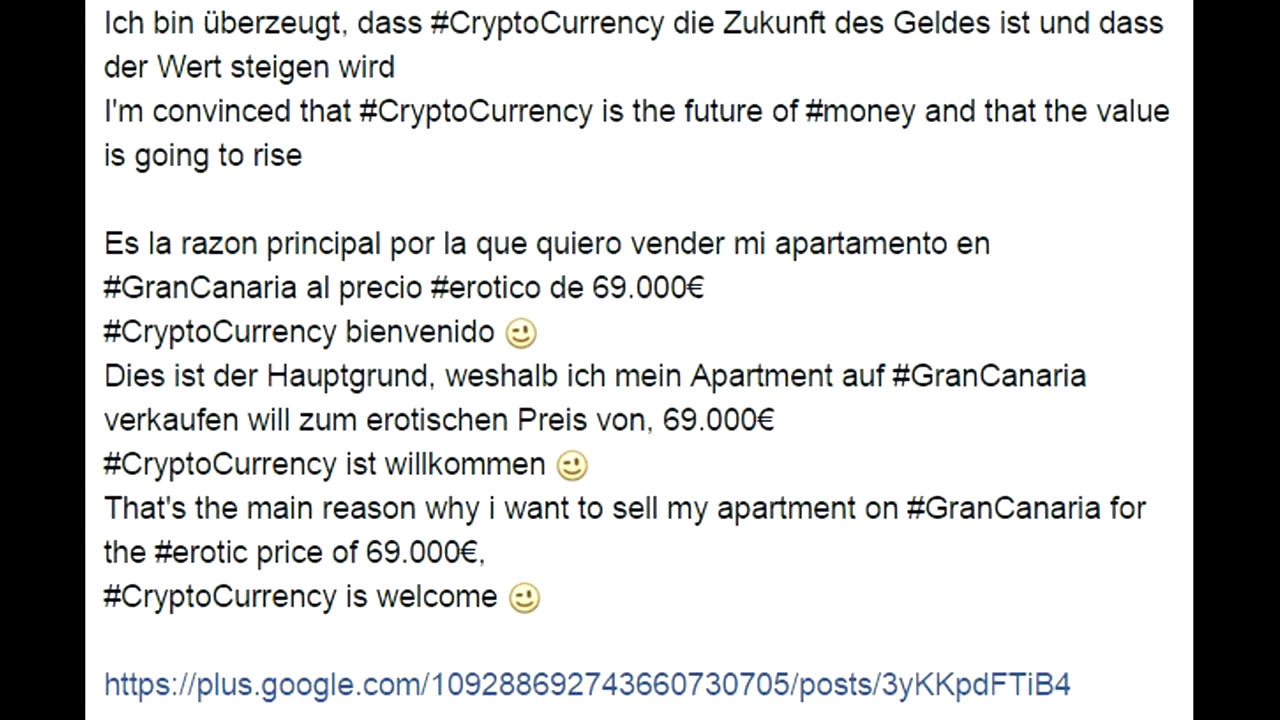 Ich bin überzeugt, dass #CryptoCurrency die Zukunft des Geldes ist und dass
der Wert steigen wird
I'm convinced that #CryptoCurrency is the future of #money and that the value
is going to rise
Es la razon principal por la que quiero vender mi apartamento en
#GranCanaria al precio #erotico de 69.000€
#CryptoCurrency bienvenido 😉
Dies ist der Hauptgrund, weshalb ich mein Apartment auf #GranCanaria
verkaufen will zum erotischen Preis von, 69.000€
#CryptoCurrency ist willkommen 😉
That's the main reason why i want to sell my apartment on #GranCanaria for
the #erotic price of 69.000€,
#CryptoCurrency is welcome 😉
https://plus.google.com/109288692743660730705/posts/3yKKpdFTiB4